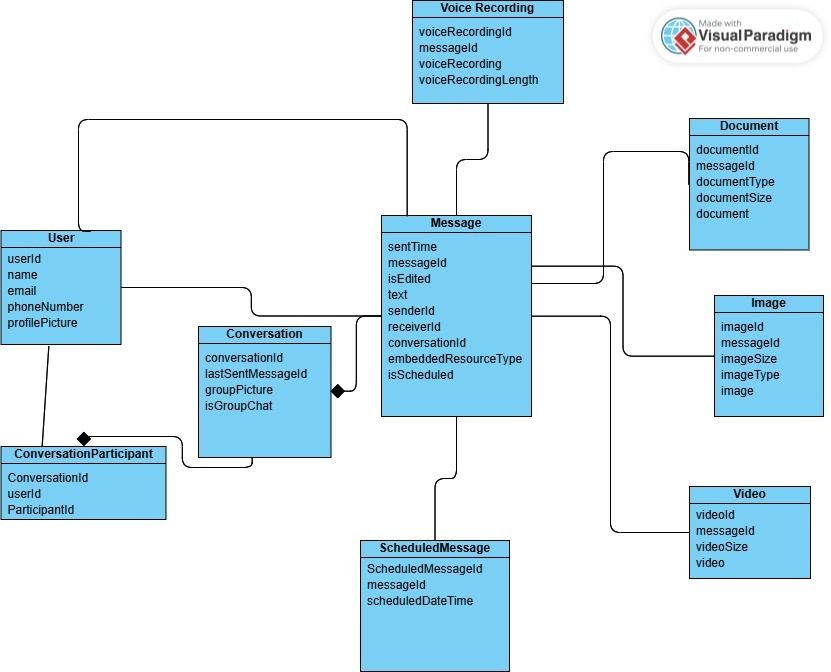 Voice Recording
voiceRecordingId
messageId
voiceRecording
voiceRecordingLength
Made with
VisualParadigm
For non-commercial use
Document
documentId
messageId
documentType
documentSize
document
User
userId
name
email
phoneNumber
profilePicture
Message
sentTime
messageId
isEdited
text
senderId
receiverId
conversationId
embeddedResourceType
isScheduled
Conversation
conversationId
lastSentMessageId
groupPicture
isGroupChat
Image
imageId
messageId
imageSize
imageType
image
ConversationParticipant
ConversationId
userId
ParticipantId
Video
videoId
messageId
videoSize
video
ScheduledMessage
ScheduledMessageId
messageId
scheduledDateTime